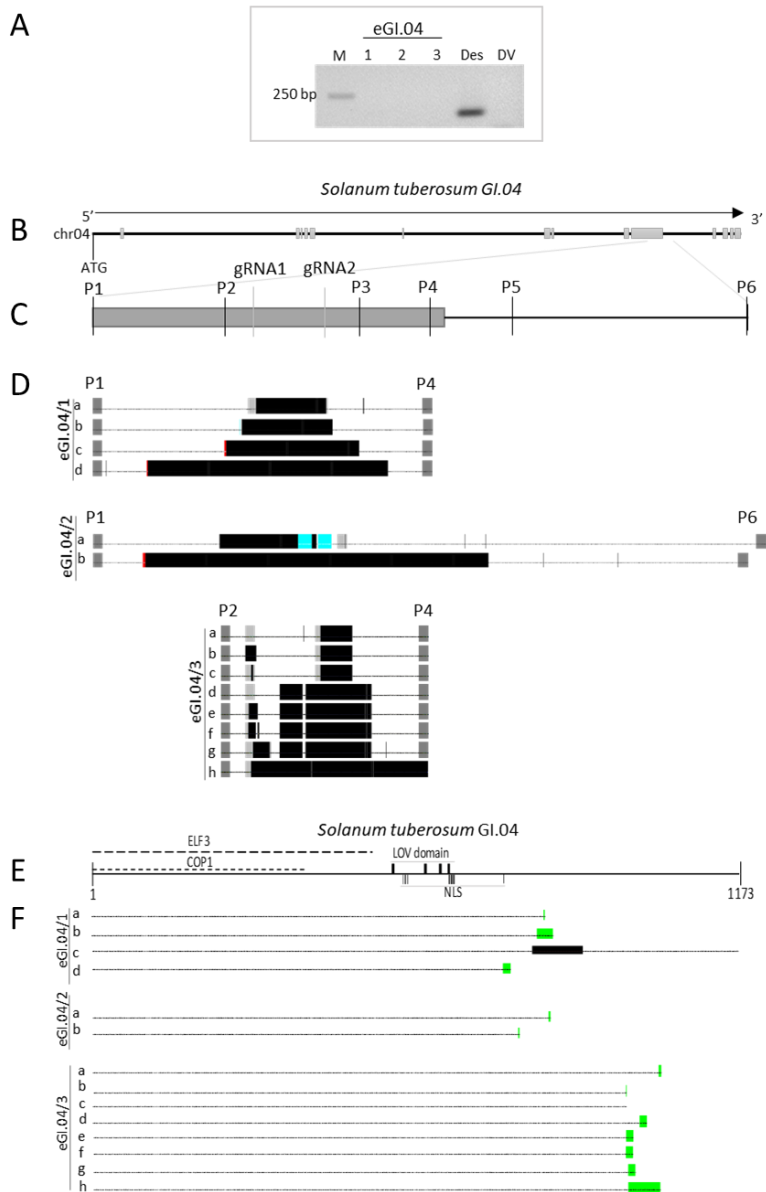 A
eGI.04
M 1 2 3 Des DV
250 bp
Solanum tuberosum GI.04
5’ 3’
B chr04
ATG
gRNA1 gRNA2
P1 P2 P3 P4 P5 P6
C
D
P1 P4
eGI.04/1
a
b
c
d
P1 P6
eGI.04/2
a
b
P2 P4
eGI.04/3
a
b
c
d
e
f
g
h
Solanum tuberosum GI.04
ELF3
LOV domain
COP1
E
1 NLS 1173
F
eGI.04/1
a
b
c
d
eGI.04/2
a
b
eGI.04/3
a
b
c
d
e
f
g
h